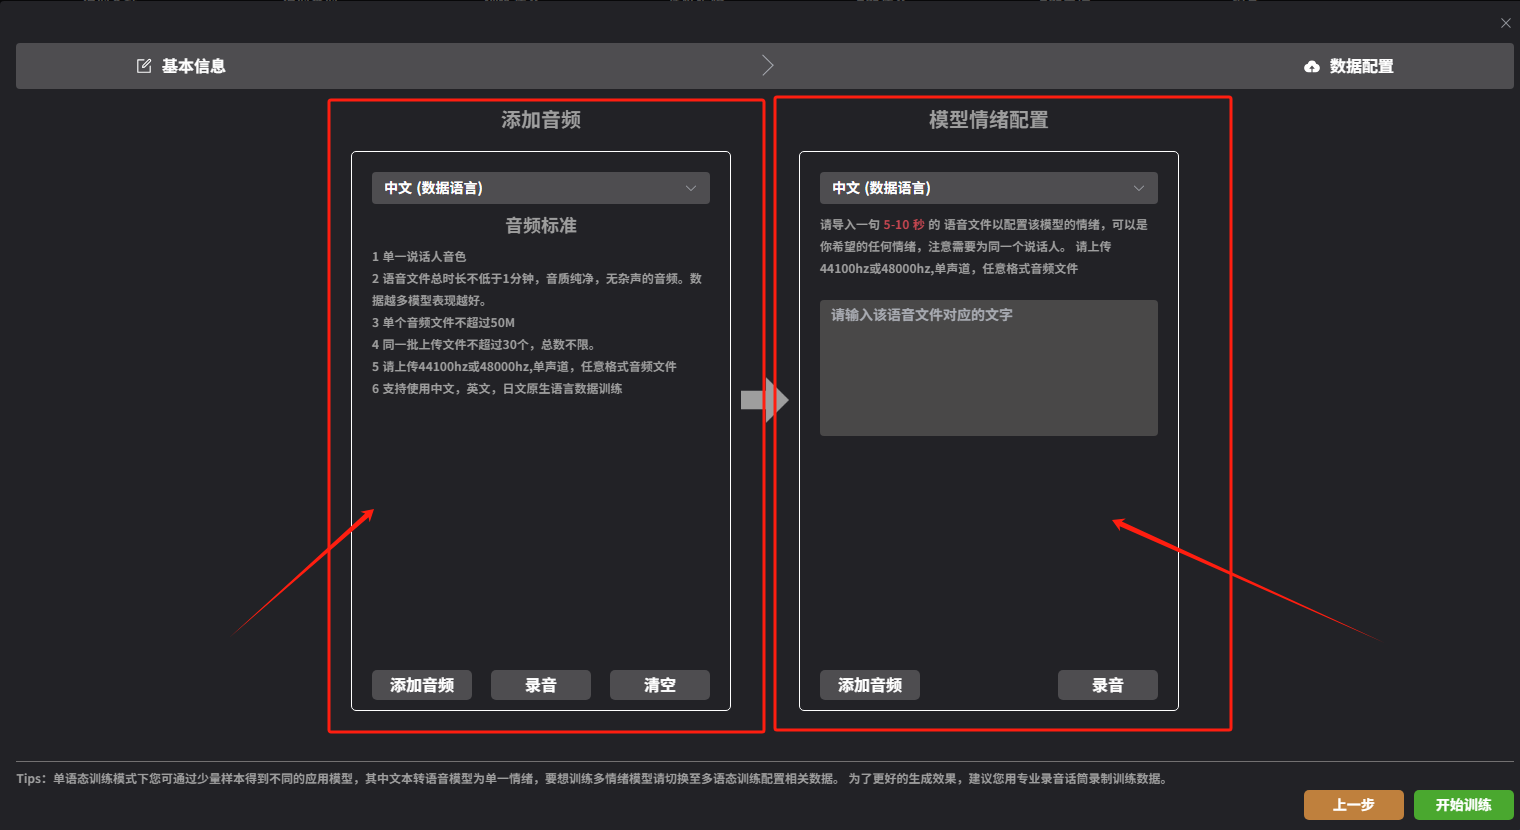 基本信息
数据配置
添加音频
中文 (数据语言)
音频标准
1 单一说话人音色
2 语音文件总时长不低于1分钟，音质纯净，无杂声的音频。数
据越多模型表现越好。
3 单个音频文件不超过50M
4 同一批上传文件不超过30个，总数不限。
5 请上传44100hz或48000hz,单声道，任意格式音频文件
6 支持使用中文，英文，日文原生语言数据训练
添加音频
录音
清空
模型情绪配置
中文 (数据语言)
请导入一句 5-10 秒 的 语音文件以配置该模型的情绪，可以是
你希望的任何情绪，注意需要为同一个说话人。 请上传
44100hz或48000hz,单声道，任意格式音频文件
请输入该语音文件对应的文字
添加音频
录音
Tips：单语态训练模式下您可通过少量样本得到不同的应用模型，其中文本转语音模型为单一情绪，要想训练多情绪模型请切换至多语态训练配置相关数据。 为了更好的生成效果，建议您用专业录音话筒录制训练数据。
上一步
开始训练